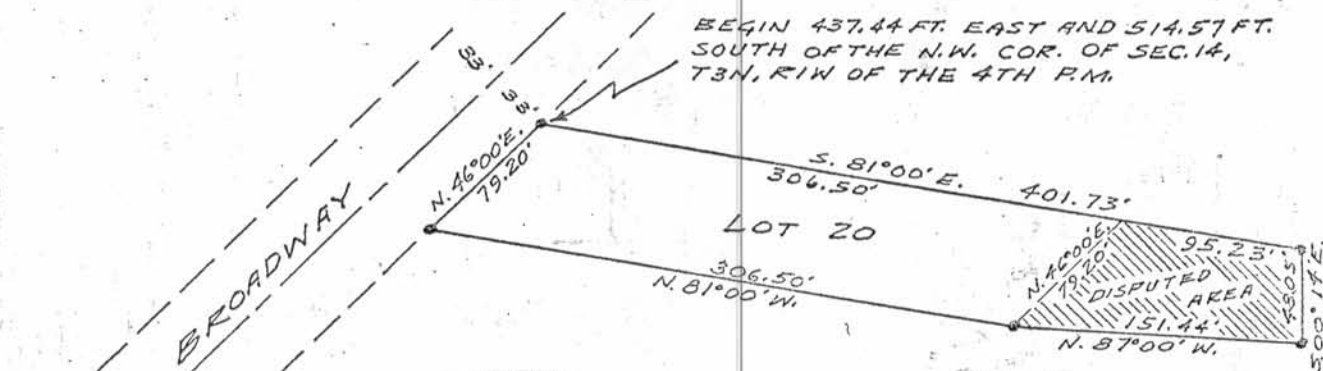 BEGIN 437.44 FT. EAST AND 514.57 FT.
SOUTH OF THE N.W. COR. OF SEC. 14,
T3N, R1W OF THE 4TH P.M.
33'
33'
N. 46°00'E.
79.20'
BROADWAY
S. 81°00'E.
306.50'
401.73'
LOT 20
306.50'
N. 81°00'W.
N. 46°00'E.
79.20'
95.23'
DISPUTED
AREA
151.44'
N. 87°00' W.